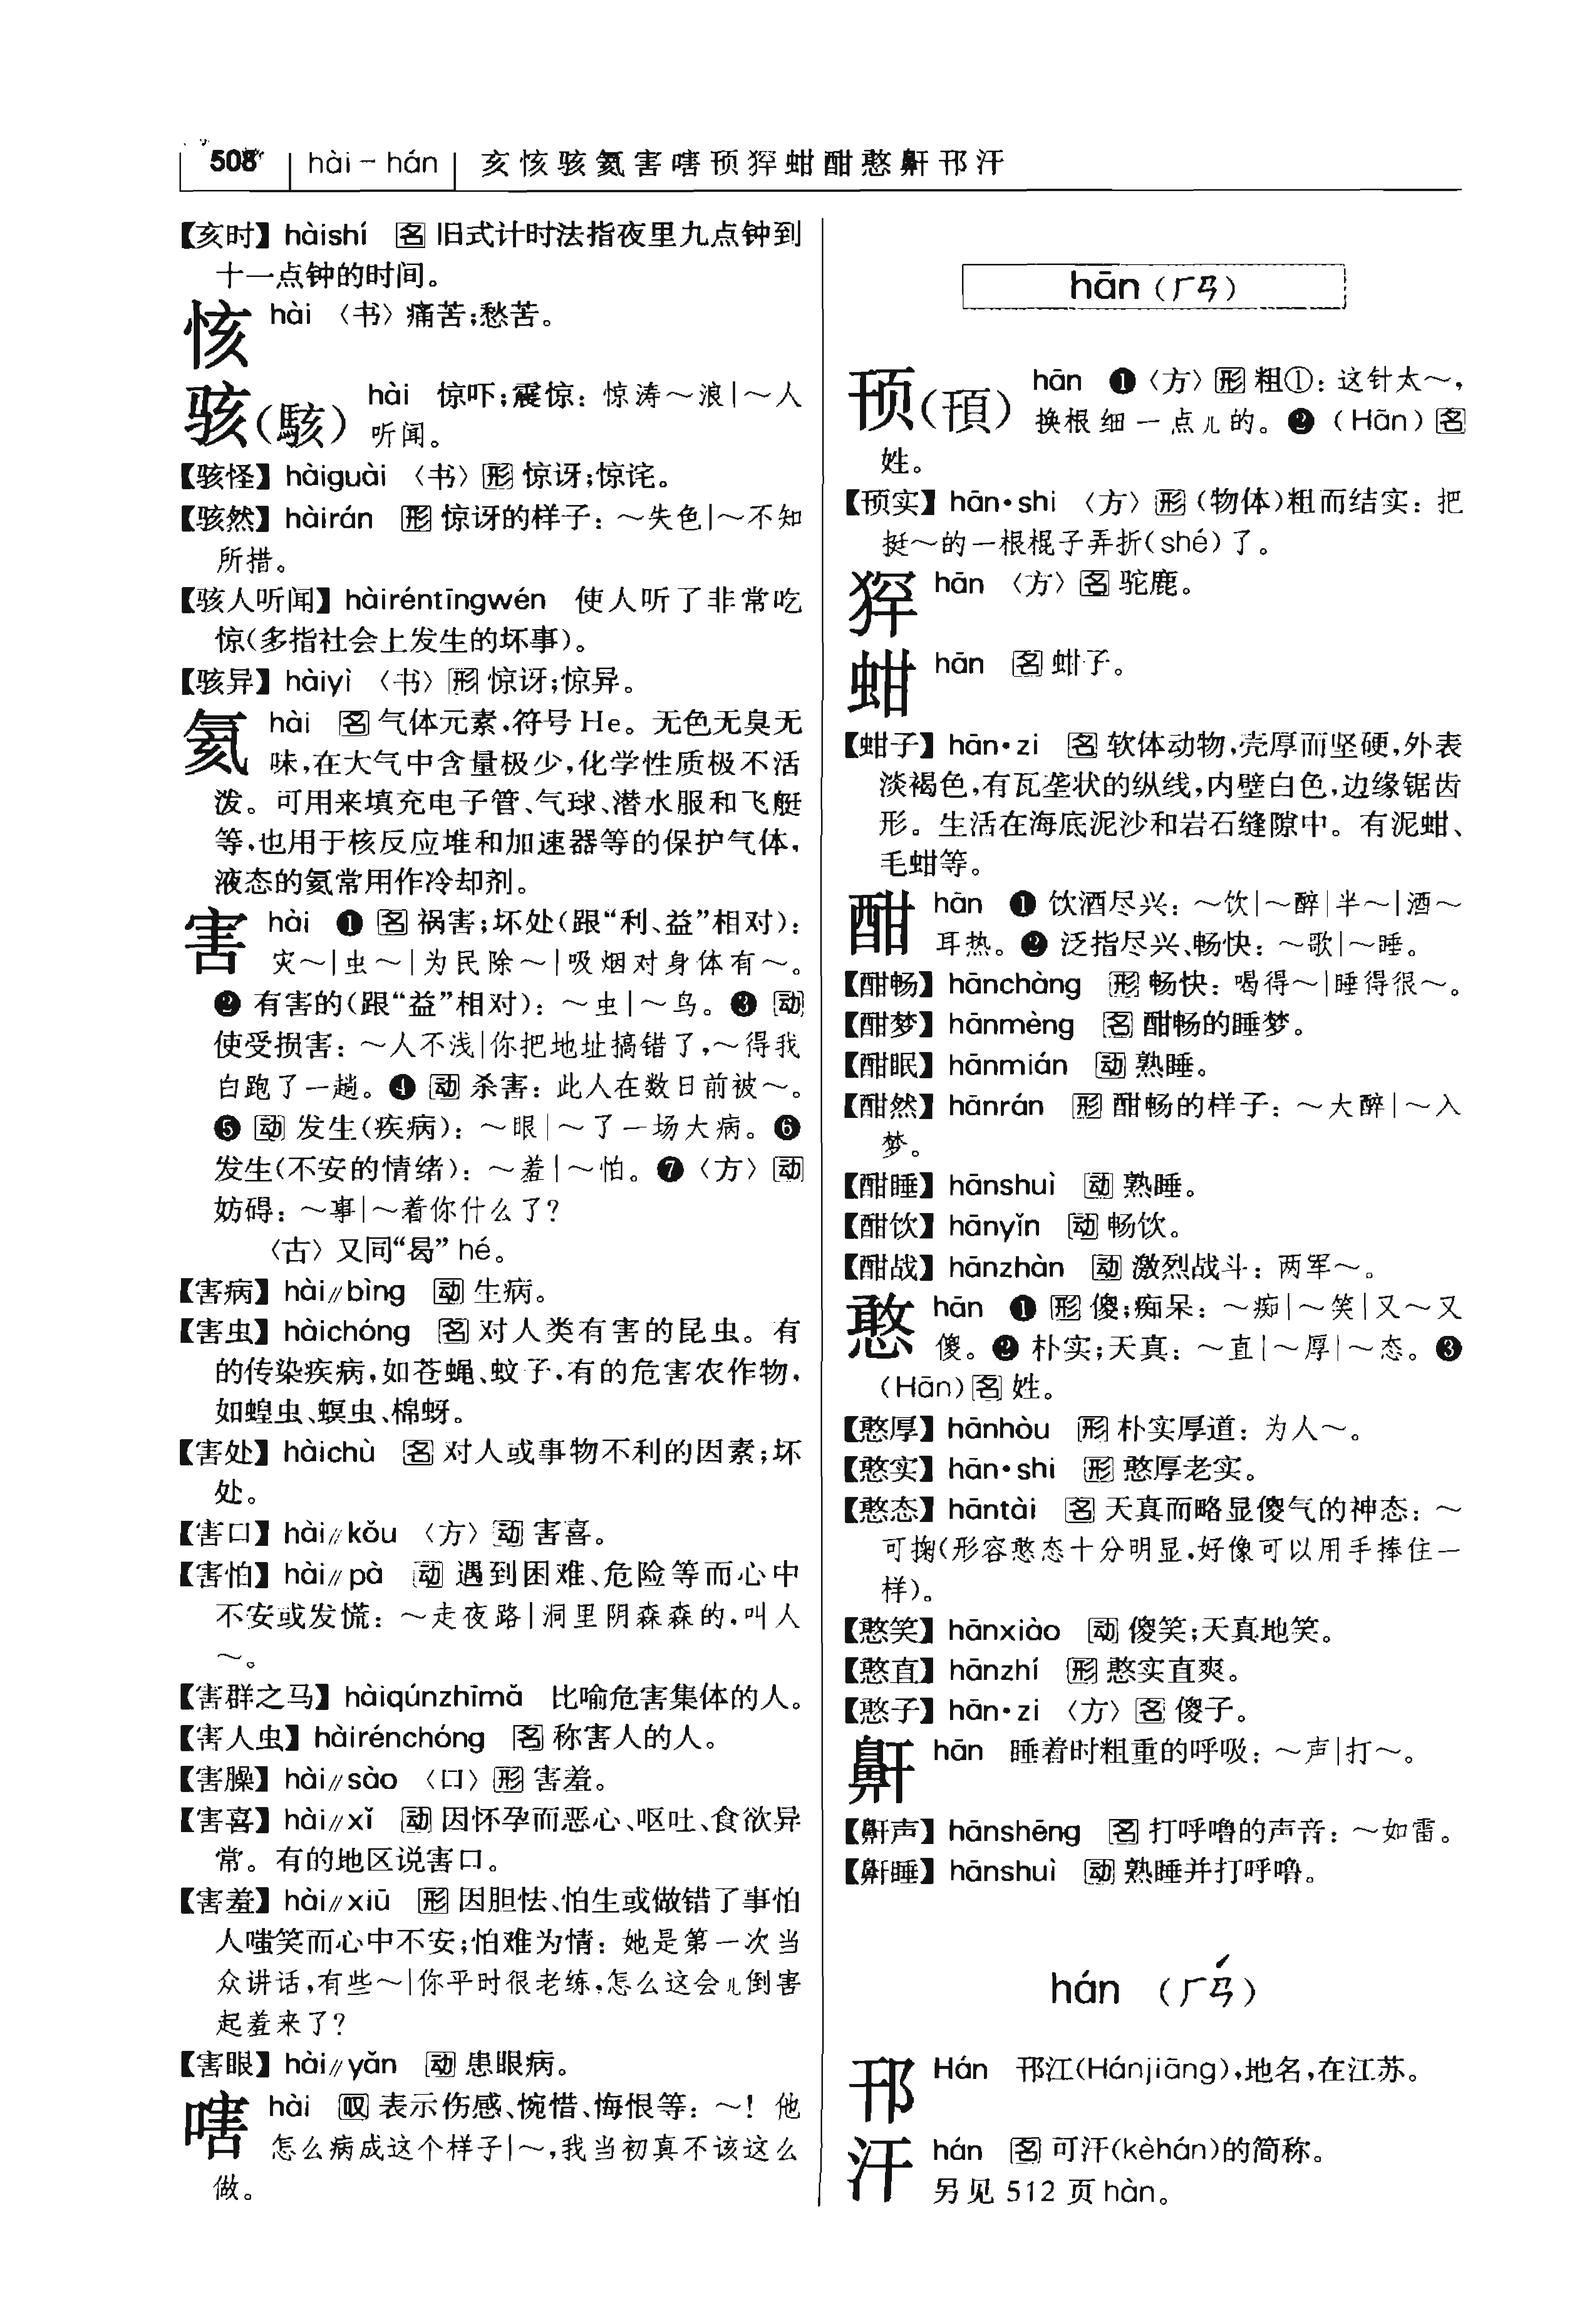 508 hài－hán 亥㤥骇氦害嗐顸𤟃蚶酣憨鼾邗汗
【亥时】 hàishí 名 旧式计时法指夜里九点钟到
十一点钟的时间。
㤥 hài 〈书〉痛苦;愁苦。
骇(駭) hài 惊吓;震惊: 惊涛～浪|～人
听闻。
【骇怪】 hàiguài 〈书〉形 惊讶;惊诧。
【骇然】 hàirán 形 惊讶的样子: ～失色|～不知
所措。
【骇人听闻】 hàiréntīngwén 使人听了非常吃
惊(多指社会上发生的坏事)。
【骇异】 hàiyì 〈书〉形 惊讶;惊异。
氦 hài 名 气体元素,符号 He。无色无臭无
味,在大气中含量极少,化学性质极不活
泼。可用来填充电子管、气球、潜水服和飞艇
等,也用于核反应堆和加速器等的保护气体,
液态的氦常用作冷却剂。
害 hài ❶ 名 祸害;坏处(跟“利、益”相对):
灾～|虫～|为民除～|吸烟对身体有～。
❷ 有害的(跟“益”相对): ～虫|～鸟。❸ 动
使受损害: ～人不浅|你把地址搞错了,～得我
白跑了一趟。❹ 动 杀害: 此人在数日前被～。
❺ 动 发生(疾病): ～眼|～了一场大病。❻
发生(不安的情绪): ～羞|～怕。❼〈方〉动
妨碍: ～事|～着你什么了?
〈古〉又同“曷” hé。
【害病】 hài∥bìng 动 生病。
【害虫】 hàichóng 名 对人类有害的昆虫。有
的传染疾病,如苍蝇、蚊子,有的危害农作物,
如蝗虫、螟虫、棉蚜。
【害处】 hàichù 名 对人或事物不利的因素;坏
处。
【害口】 hài∥kǒu 〈方〉动 害喜。
【害怕】 hài∥pà 动 遇到困难、危险等而心中
不安或发慌: ～走夜路|洞里阴森森的,叫人
～。
【害群之马】 hàiqúnzhīmǎ 比喻危害集体的人。
【害人虫】 hàirénchóng 名 称害人的人。
【害臊】 hài∥sào 〈口〉形 害羞。
【害喜】 hài∥xǐ 动 因怀孕而恶心、呕吐、食欲异
常。有的地区说害口。
【害羞】 hài∥xiū 形 因胆怯、怕生或做错了事怕
人嗤笑而心中不安;怕难为情: 她是第一次当
众讲话,有些～|你平时很老练,怎么这会儿倒害
起羞来了?
【害眼】 hài∥yǎn 动 患眼病。
嗐 hài 叹 表示伤感、惋惜、悔恨等: ～! 他
怎么病成这个样子|～,我当初真不该这么
做。
hān (ㄏㄢ)
顸(頇) hān ❶〈方〉形 粗①: 这针太～,
换根细一点儿的。❷ (Hān) 名
姓。
【顸实】 hān·shi 〈方〉形 (物体)粗而结实: 把
挺～的一根棍子弄折(shé)了。
𤟃 hān 〈方〉名 驼鹿。
蚶 hān 名 蚶子。
【蚶子】 hān·zi 名 软体动物,壳厚而坚硬,外表
淡褐色,有瓦垄状的纵线,内壁白色,边缘锯齿
形。生活在海底泥沙和岩石缝隙中。有泥蚶、
毛蚶等。
酣 hān ❶ 饮酒尽兴: ～饮|～醉|半～|酒～
耳热。❷ 泛指尽兴、畅快: ～歌|～睡。
【酣畅】 hānchàng 形 畅快: 喝得～|睡得很～。
【酣梦】 hānmèng 名 酣畅的睡梦。
【酣眠】 hānmián 动 熟睡。
【酣然】 hānrán 形 酣畅的样子: ～大醉|～入
梦。
【酣睡】 hānshuì 动 熟睡。
【酣饮】 hānyǐn 动 畅饮。
【酣战】 hānzhàn 动 激烈战斗: 两军～。
憨 hān ❶ 形 傻;痴呆: ～痴|～笑|又～又
傻。❷ 朴实;天真: ～直|～厚|～态。❸
(Hān) 名 姓。
【憨厚】 hānhòu 形 朴实厚道: 为人～。
【憨实】 hān·shi 形 憨厚老实。
【憨态】 hāntài 名 天真而略显傻气的神态: ～
可掬(形容憨态十分明显,好像可以用手捧住一
样)。
【憨笑】 hānxiào 动 傻笑;天真地笑。
【憨直】 hānzhí 形 憨实直爽。
【憨子】 hān·zi 〈方〉名 傻子。
鼾 hān 睡着时粗重的呼吸: ～声|打～。
【鼾声】 hānshēng 名 打呼噜的声音: ～如雷。
【鼾睡】 hānshuì 动 熟睡并打呼噜。
hán (ㄏㄢˊ)
邗 Hán 邗江(Hánjiāng),地名,在江苏。
汗 hán 名 可汗(kèhán)的简称。
另见 512 页 hàn。